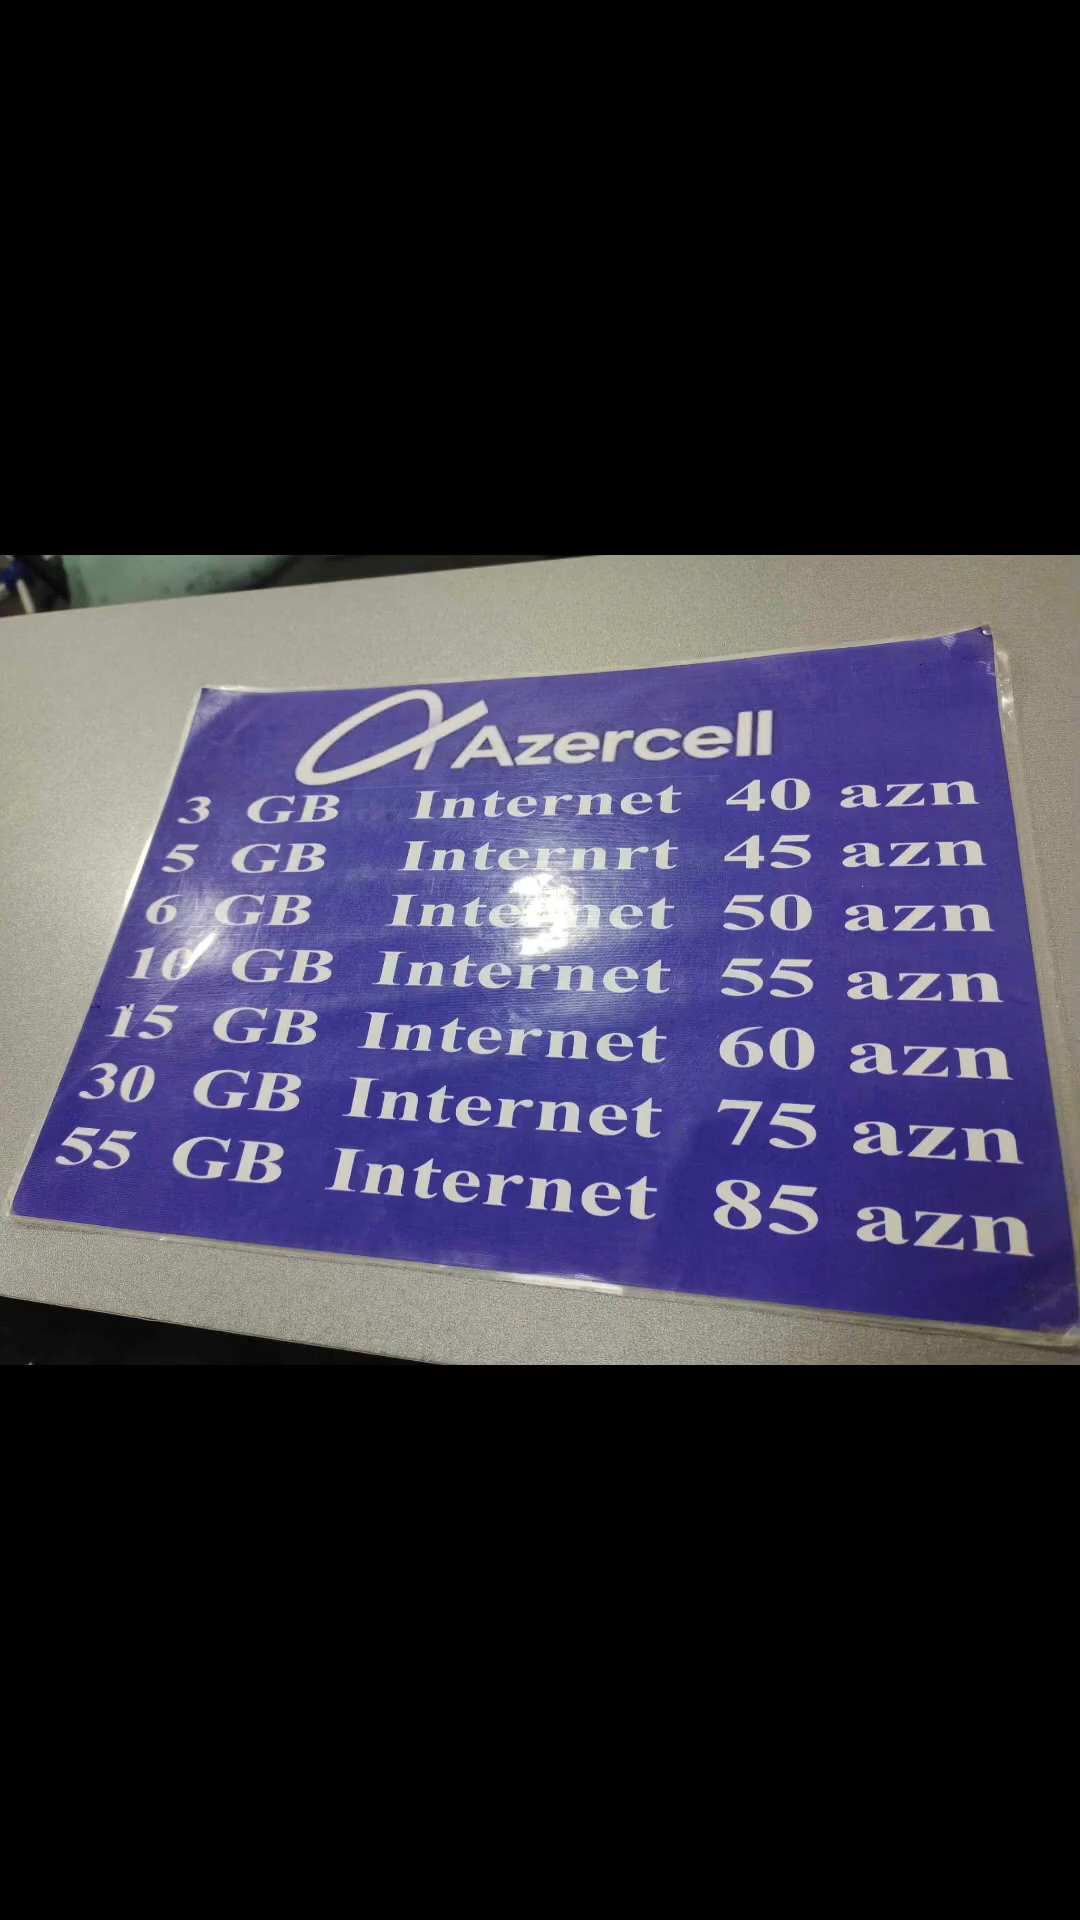 Azercell
3 GB Internet 40 azn
5 GB Internrt 45 azn
6 GB Internet 50 azn
10 GB Internet 55 azn
15 GB Internet 60 azn
30 GB Internet 75 azn
55 GB Internet 85 azn